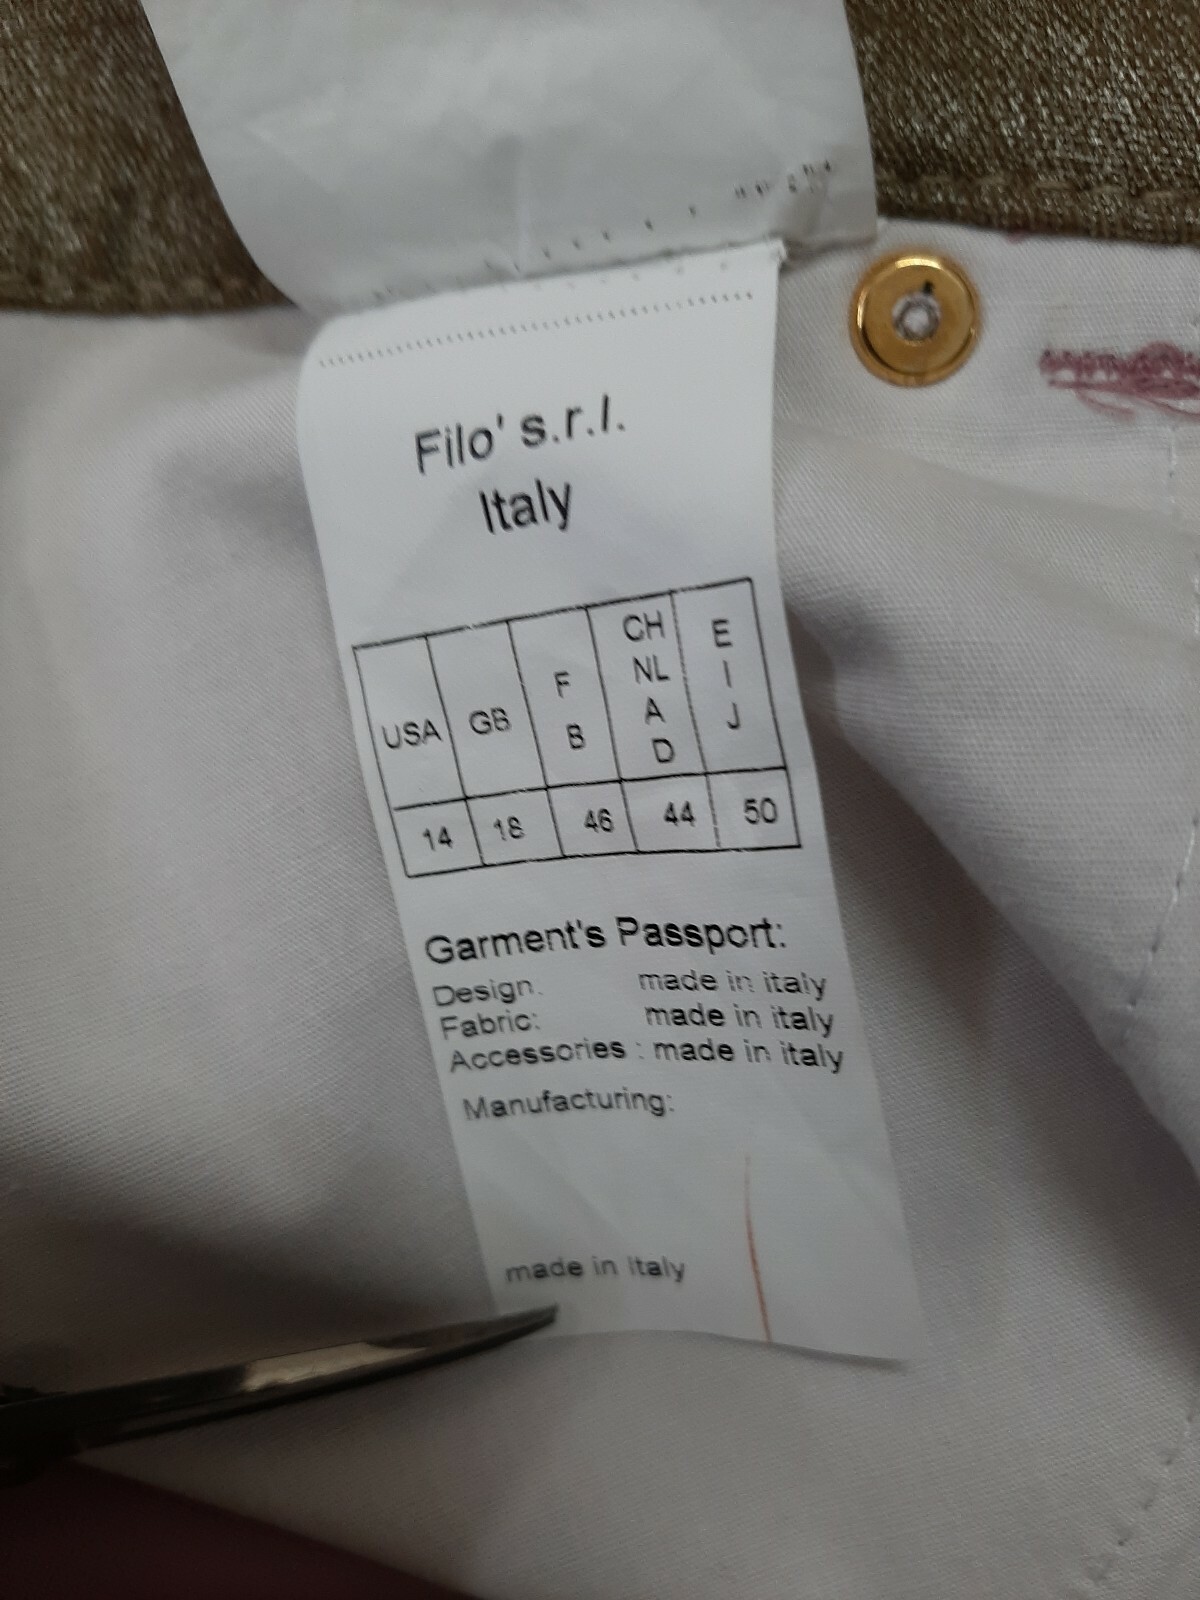 Filo' s.r.l.
Italy
USA GB F B CH NL A D E I J
14 18 46 44 50
Garment's Passport:
Design: made in italy
Fabric: made in italy
Accessories : made in italy
Manufacturing:
made in Italy